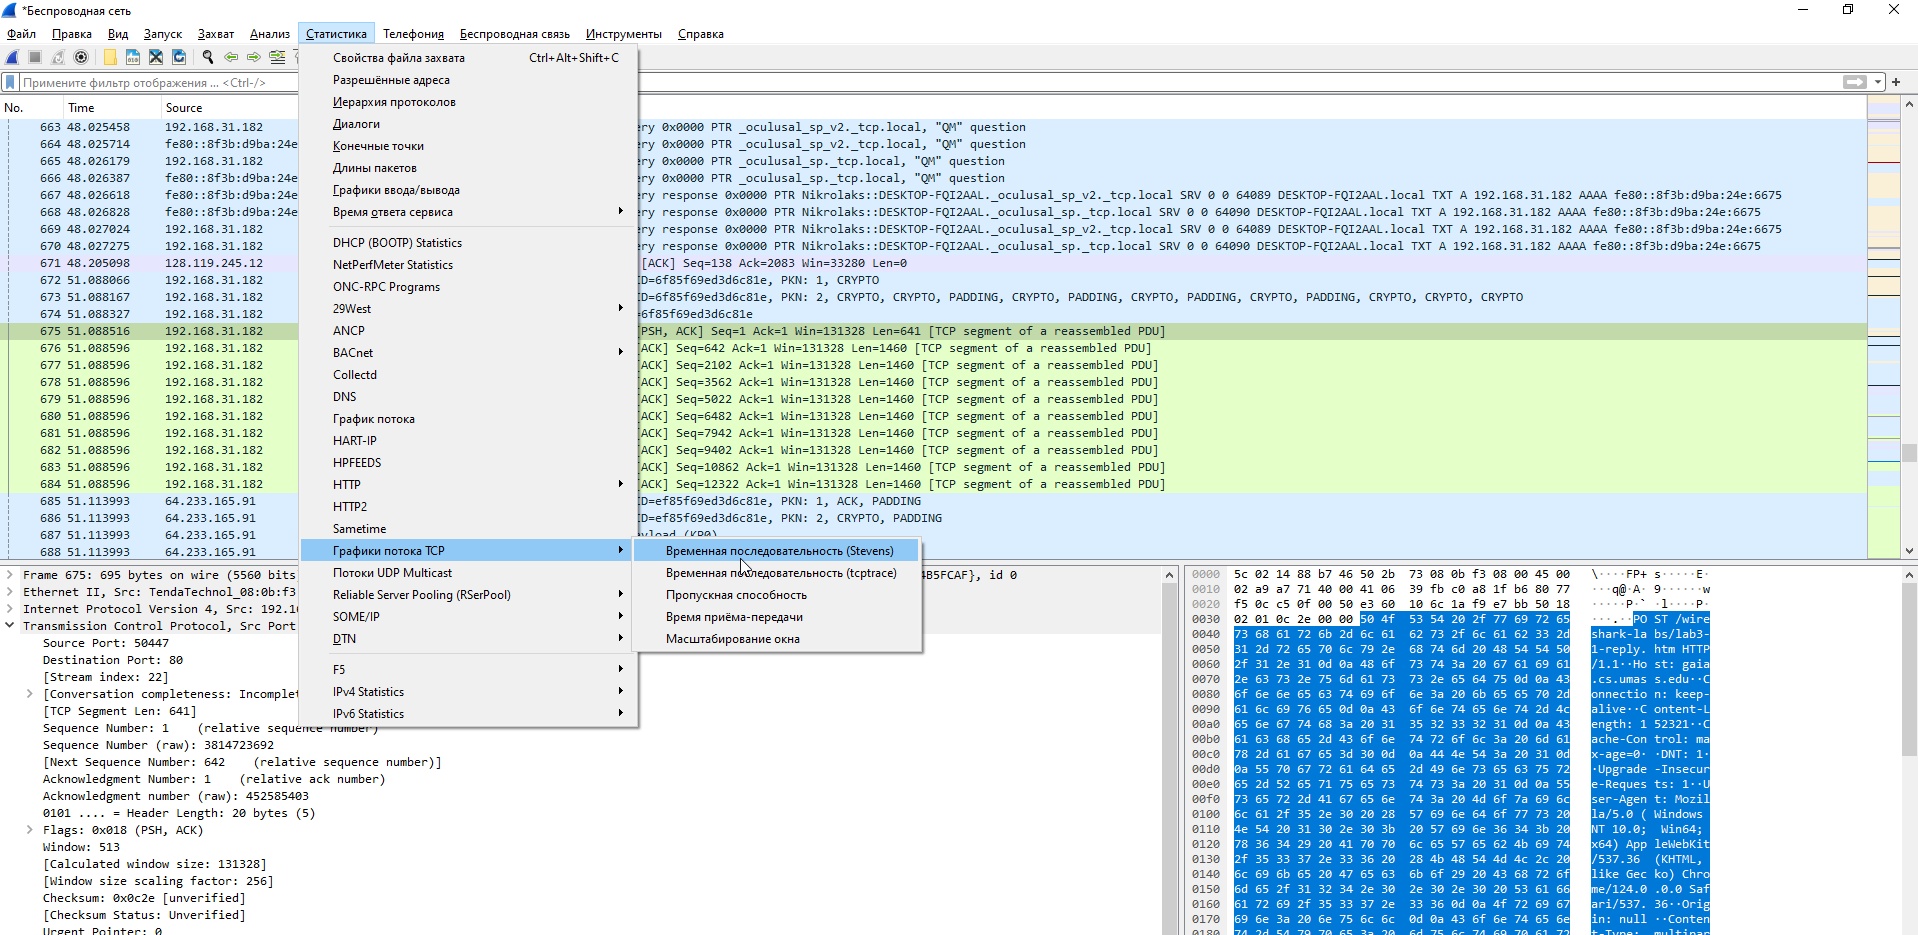 *Беспроводная сеть
Файл Правка Вид Запуск Захват Анализ Статистика Телефония Беспроводная связь Инструменты Справка
Примените фильтр отображения ... <Ctrl-/>
No. Time Source
663 48.025458 192.168.31.182 ery 0x0000 PTR _oculusal_sp_v2._tcp.local, "QM" question
664 48.025714 fe80::8f3b:d9ba:24e ery 0x0000 PTR _oculusal_sp_v2._tcp.local, "QM" question
665 48.026179 192.168.31.182 ery 0x0000 PTR _oculusal_sp._tcp.local, "QM" question
666 48.026387 fe80::8f3b:d9ba:24e ery 0x0000 PTR _oculusal_sp._tcp.local, "QM" question
667 48.026618 fe80::8f3b:d9ba:24e ery response 0x0000 PTR Nikrolaks::DESKTOP-FQI2AAL._oculusal_sp_v2._tcp.local SRV 0 0 64089 DESKTOP-FQI2AAL.local TXT A 192.168.31.182 AAAA fe80::8f3b:d9ba:24e:6675
668 48.026828 fe80::8f3b:d9ba:24e ery response 0x0000 PTR Nikrolaks::DESKTOP-FQI2AAL._oculusal_sp._tcp.local SRV 0 0 64090 DESKTOP-FQI2AAL.local TXT A 192.168.31.182 AAAA fe80::8f3b:d9ba:24e:6675
669 48.027024 192.168.31.182 ery response 0x0000 PTR Nikrolaks::DESKTOP-FQI2AAL._oculusal_sp_v2._tcp.local SRV 0 0 64089 DESKTOP-FQI2AAL.local TXT A 192.168.31.182 AAAA fe80::8f3b:d9ba:24e:6675
670 48.027275 192.168.31.182 ery response 0x0000 PTR Nikrolaks::DESKTOP-FQI2AAL._oculusal_sp._tcp.local SRV 0 0 64090 DESKTOP-FQI2AAL.local TXT A 192.168.31.182 AAAA fe80::8f3b:d9ba:24e:6675
671 48.205098 128.119.245.12 [ACK] Seq=138 Ack=2083 Win=33280 Len=0
672 51.088066 192.168.31.182 ID=6f85f69ed3d6c81e, PKN: 1, CRYPTO
673 51.088167 192.168.31.182 ID=6f85f69ed3d6c81e, PKN: 2, CRYPTO, CRYPTO, PADDING, CRYPTO, PADDING, CRYPTO, PADDING, CRYPTO, PADDING, CRYPTO, CRYPTO
674 51.088327 192.168.31.182 =6f85f69ed3d6c81e
675 51.088516 192.168.31.182 [PSH, ACK] Seq=1 Ack=1 Win=131328 Len=641 [TCP segment of a reassembled PDU]
676 51.088596 192.168.31.182 [ACK] Seq=642 Ack=1 Win=131328 Len=1460 [TCP segment of a reassembled PDU]
677 51.088596 192.168.31.182 [ACK] Seq=2102 Ack=1 Win=131328 Len=1460 [TCP segment of a reassembled PDU]
678 51.088596 192.168.31.182 [ACK] Seq=3562 Ack=1 Win=131328 Len=1460 [TCP segment of a reassembled PDU]
679 51.088596 192.168.31.182 [ACK] Seq=5022 Ack=1 Win=131328 Len=1460 [TCP segment of a reassembled PDU]
680 51.088596 192.168.31.182 [ACK] Seq=6482 Ack=1 Win=131328 Len=1460 [TCP segment of a reassembled PDU]
681 51.088596 192.168.31.182 [ACK] Seq=7942 Ack=1 Win=131328 Len=1460 [TCP segment of a reassembled PDU]
682 51.088596 192.168.31.182 [ACK] Seq=9402 Ack=1 Win=131328 Len=1460 [TCP segment of a reassembled PDU]
683 51.088596 192.168.31.182 [ACK] Seq=10862 Ack=1 Win=131328 Len=1460 [TCP segment of a reassembled PDU]
684 51.088596 192.168.31.182 [ACK] Seq=12322 Ack=1 Win=131328 Len=1460 [TCP segment of a reassembled PDU]
685 51.113993 64.233.165.91 ID=ef85f69ed3d6c81e, PKN: 1, ACK, PADDING
686 51.113993 64.233.165.91 ID=ef85f69ed3d6c81e, PKN: 2, CRYPTO, PADDING
687 51.113993 64.233.165.91 yload (KP0)
688 51.113993 64.233.165.91
Свойства файла захвата Ctrl+Alt+Shift+C
Разрешённые адреса
Иерархия протоколов
Диалоги
Конечные точки
Длины пакетов
Графики ввода/вывода
Время ответа сервиса
DHCP (BOOTP) Statistics
NetPerfMeter Statistics
ONC-RPC Programs
29West
ANCP
BACnet
Collectd
DNS
График потока
HART-IP
HPFEEDS
HTTP
HTTP2
Sametime
Графики потока TCP
Потоки UDP Multicast
Reliable Server Pooling (RSerPool)
SOME/IP
DTN
F5
IPv4 Statistics
IPv6 Statistics
Временная последовательность (Stevens)
Временная последовательность (tcptrace)
Пропускная способность
Время приёма-передачи
Масштабирование окна
Frame 675: 695 bytes on wire (5560 bits 4B5FCAF}, id 0
Ethernet II, Src: TendaTechnol_08:0b:f3
Internet Protocol Version 4, Src: 192.16
Transmission Control Protocol, Src Port
Source Port: 50447
Destination Port: 80
[Stream index: 22]
[Conversation completeness: Incomplet
[TCP Segment Len: 641]
Sequence Number: 1 (relative sequence number)
Sequence Number (raw): 3814723692
[Next Sequence Number: 642 (relative sequence number)]
Acknowledgment Number: 1 (relative ack number)
Acknowledgment number (raw): 452585403
0101 .... = Header Length: 20 bytes (5)
Flags: 0x018 (PSH, ACK)
Window: 513
[Calculated window size: 131328]
[Window size scaling factor: 256]
Checksum: 0x0c2e [unverified]
[Checksum Status: Unverified]
Urgent Pointer: 0
0000 5c 02 14 88 b7 46 50 2b 73 08 0b f3 08 00 45 00 \····FP+ s·····E·
0010 02 a9 a7 71 40 00 41 06 39 fb c0 a8 1f b6 80 77 ···q@·A· 9······w
0020 f5 0c c5 0f 00 50 e3 60 10 6c 1a f9 e7 bb 50 18 ·····P·` ·l····P·
0030 02 01 0c 2e 00 00 50 4f 53 54 20 2f 77 69 72 65 ···.··PO ST /wire
0040 73 68 61 72 6b 2d 6c 61 62 73 2f 6c 61 62 33 2d shark-la bs/lab3-
0050 31 2d 72 65 70 6c 79 2e 68 74 6d 20 48 54 54 50 1-reply. htm HTTP
0060 2f 31 2e 31 0d 0a 48 6f 73 74 3a 20 67 61 69 61 /1.1··Ho st: gaia
0070 2e 63 73 2e 75 6d 61 73 73 2e 65 64 75 0d 0a 43 .cs.umas s.edu··C
0080 6f 6e 6e 65 63 74 69 6f 6e 3a 20 6b 65 65 70 2d onnectio n: keep-
0090 61 6c 69 76 65 0d 0a 43 6f 6e 74 65 6e 74 2d 4c alive··C ontent-L
00a0 65 6e 67 74 68 3a 20 31 35 32 33 32 31 0d 0a 43 ength: 1 52321··C
00b0 61 63 68 65 2d 43 6f 6e 74 72 6f 6c 3a 20 6d 61 ache-Con trol: ma
00c0 78 2d 61 67 65 3d 30 0d 0a 44 4e 54 3a 20 31 0d x-age=0· ·DNT: 1·
00d0 0a 55 70 67 72 61 64 65 2d 49 6e 73 65 63 75 72 ·Upgrade -Insecur
00e0 65 2d 52 65 71 75 65 73 74 73 3a 20 31 0d 0a 55 e-Reques ts: 1··U
00f0 73 65 72 2d 41 67 65 6e 74 3a 20 4d 6f 7a 69 6c ser-Agen t: Mozil
0100 6c 61 2f 35 2e 30 20 28 57 69 6e 64 6f 77 73 20 la/5.0 ( Windows
0110 4e 54 20 31 30 2e 30 3b 20 57 69 6e 36 34 3b 20 NT 10.0; Win64;
0120 78 36 34 29 20 41 70 70 6c 65 57 65 62 4b 69 74 x64) App leWebKit
0130 2f 35 33 37 2e 33 36 20 28 4b 48 54 4d 4c 2c 20 /537.36 (KHTML,
0140 6c 69 6b 65 20 47 65 63 6b 6f 29 20 43 68 72 6f like Gec ko) Chro
0150 6d 65 2f 31 32 34 2e 30 2e 30 2e 30 20 53 61 66 me/124.0 .0.0 Saf
0160 61 72 69 2f 35 33 37 2e 33 36 0d 0a 4f 72 69 67 ari/537. 36··Orig
0170 69 6e 3a 20 6e 75 6c 6c 0d 0a 43 6f 6e 74 65 6e in: null ··Conten
0180 74 2d 54 79 70 65 3a 20 6d 75 6c 74 69 70 61 72 t-Type: multipar